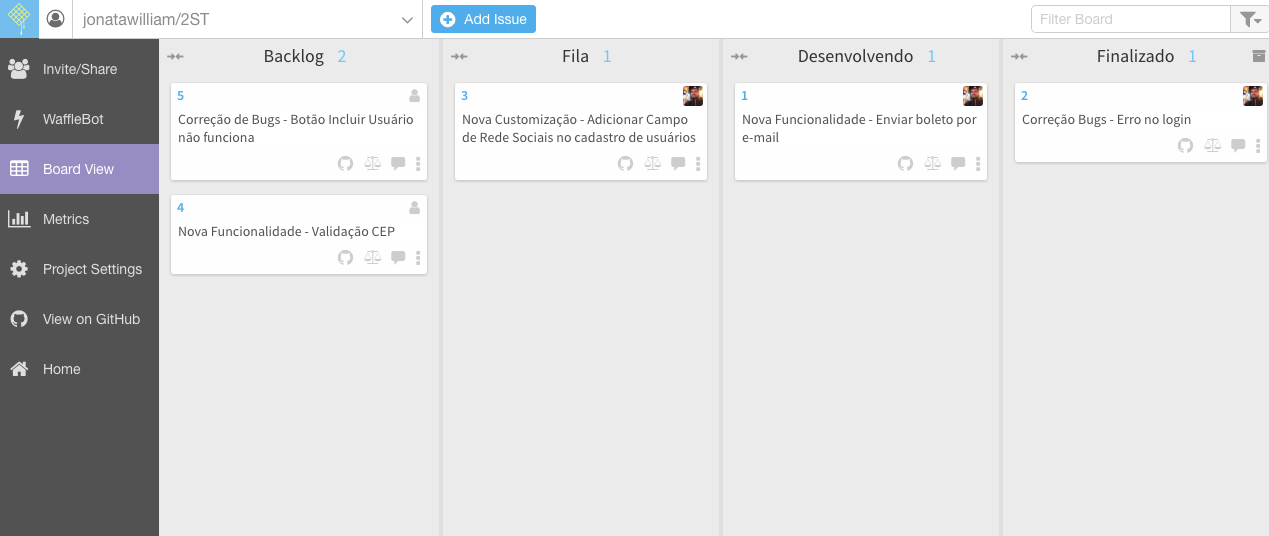 jonatawilliam/2ST
Add Issue
Filter Board
Invite/Share
WaffleBot
Board View
Metrics
Project Settings
View on GitHub
Home
Backlog 2
5
Correção de Bugs - Botão Incluir Usuário
não funciona
4
Nova Funcionalidade - Validação CEP
Fila 1
3
Nova Customização - Adicionar Campo
de Rede Sociais no cadastro de usuários
Desenvolvendo 1
1
Nova Funcionalidade - Enviar boleto por
e-mail
Finalizado 1
2
Correção Bugs - Erro no login